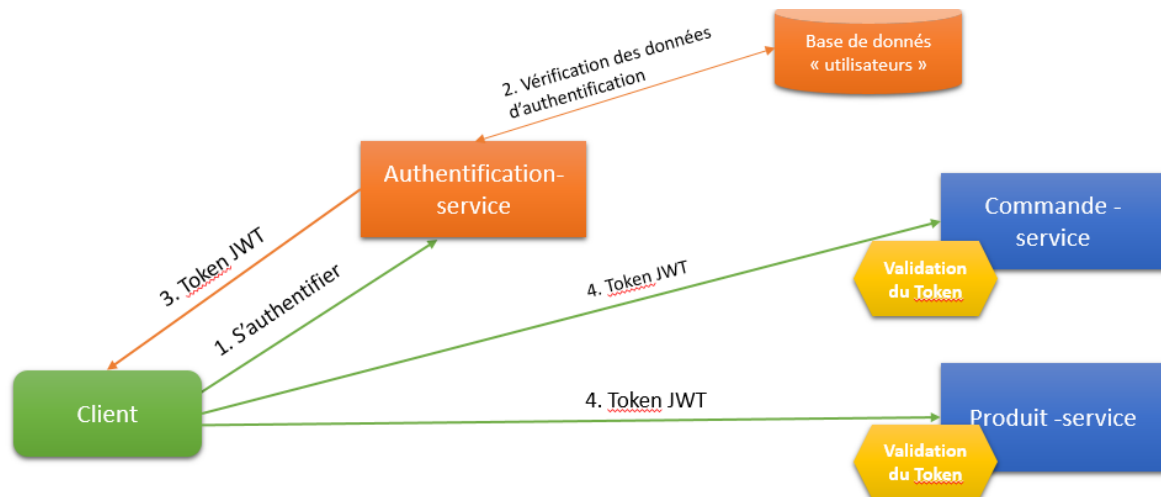 Base de donnés
« utilisateurs »
2. Vérification des données
d'authentification
Authentification-
service
Commande -
service
Validation
du Token
3. Token JWT
1. S'authentifier
4. Token JWT
Client
4. Token JWT
Produit -service
Validation
du Token